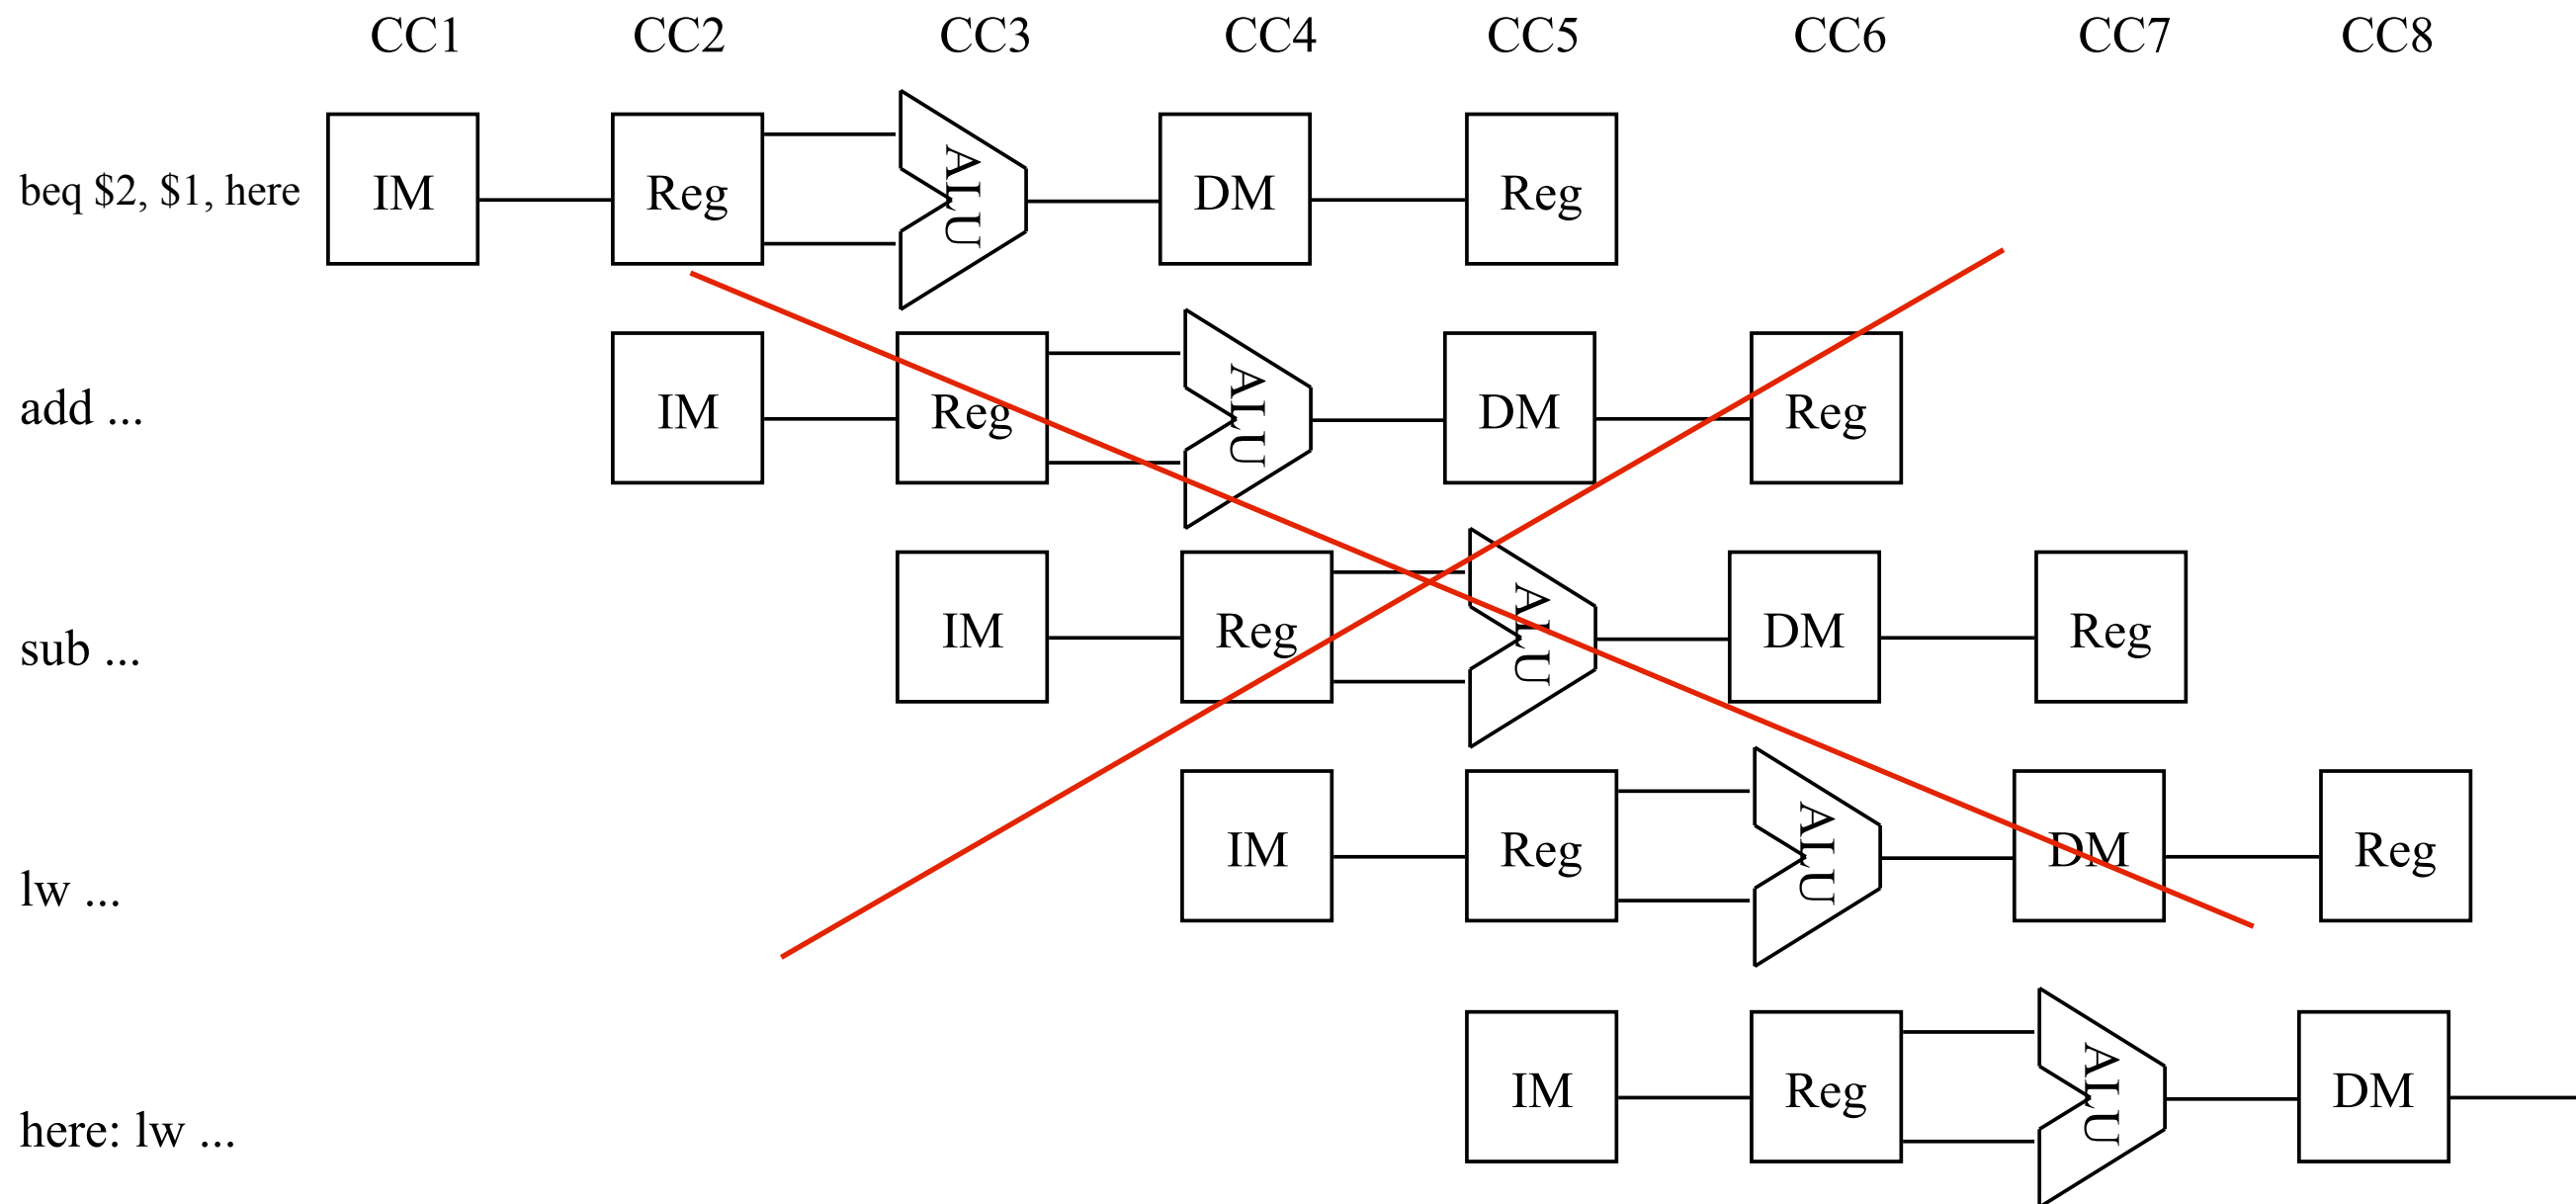 CC1 CC2 CC3 CC4 CC5 CC6 CC7 CC8
beq $2, $1, here IM Reg ALU DM Reg
add ... IM Reg ALU DM Reg
sub ... IM Reg ALU DM Reg
lw ... IM Reg ALU DM Reg
here: lw ... IM Reg ALU DM